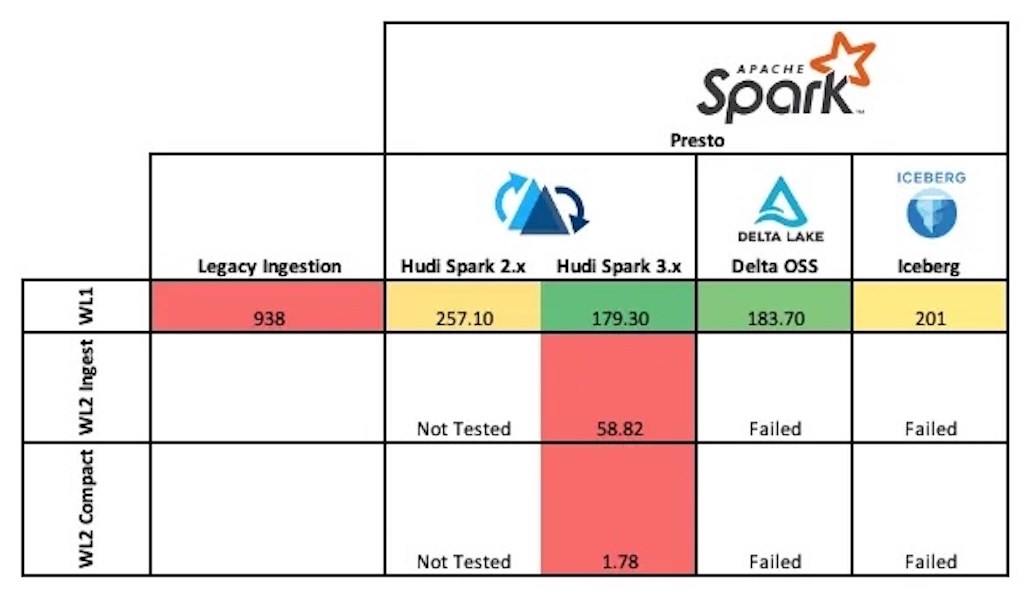 APACHE
Spark™
Presto
ICEBERG
DELTA LAKE
Legacy Ingestion Hudi Spark 2.x Hudi Spark 3.x Delta OSS Iceberg
WL1 938 257.10 179.30 183.70 201
WL2 Ingest Not Tested 58.82 Failed Failed
WL2 Compact Not Tested 1.78 Failed Failed